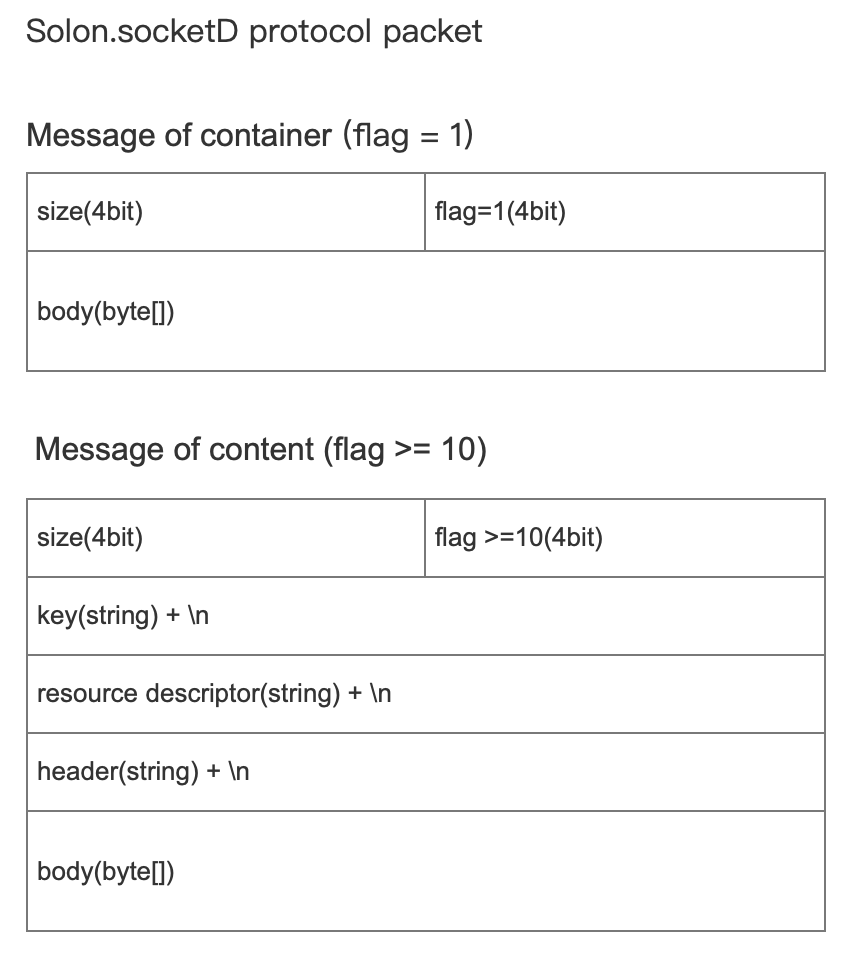 Solon.socketD protocol packet
Message of container (flag = 1)
size(4bit)
flag=1(4bit)
body(byte[])
Message of content (flag >= 10)
size(4bit)
flag >=10(4bit)
key(string) + \n
resource descriptor(string) + \n
header(string) + \n
body(byte[])